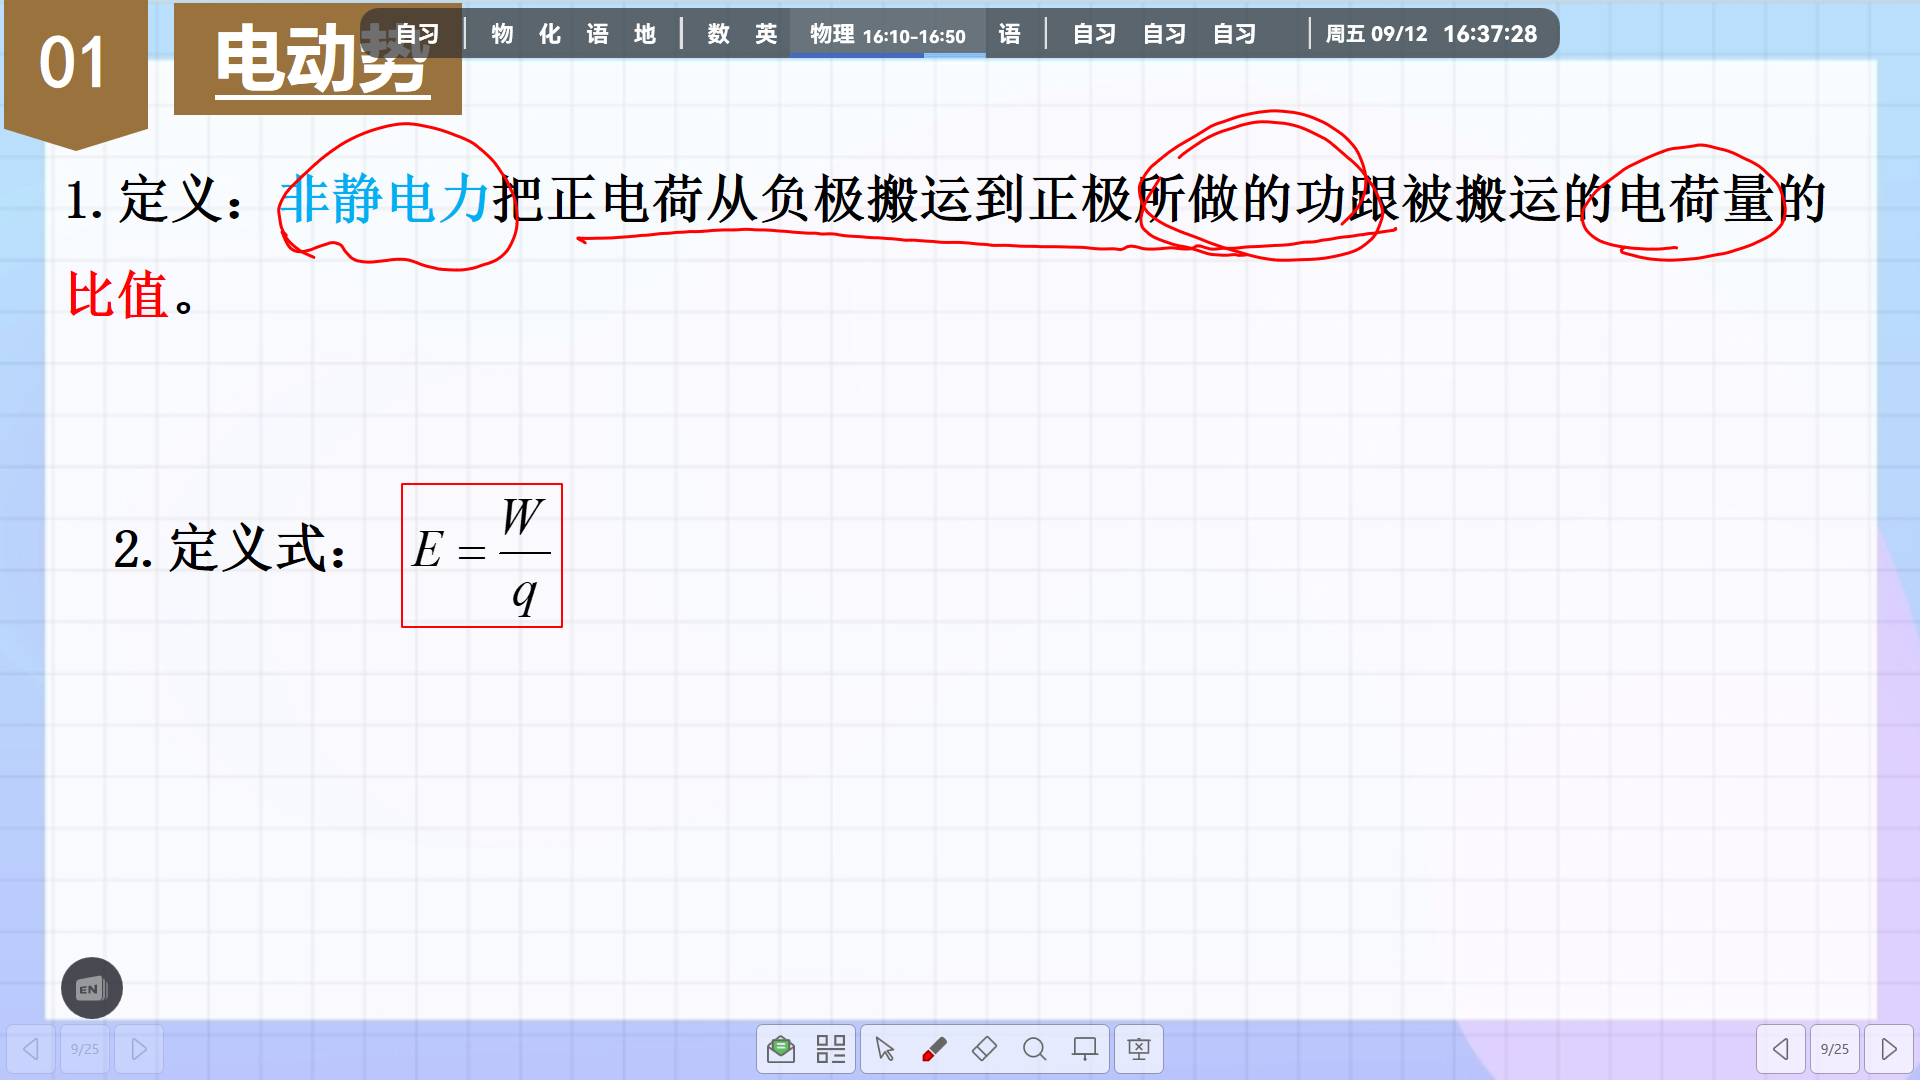 自习 物 化 语 地 数 英 物理 16:10-16:50 语 自习 自习 自习 周五 09/12 16:37:28
01
电动势
1. 定义：非静电力把正电荷从负极搬运到正极所做的功跟被搬运的电荷量的
比值。
2. 定义式： E = W/q
EN
9/25
9/25